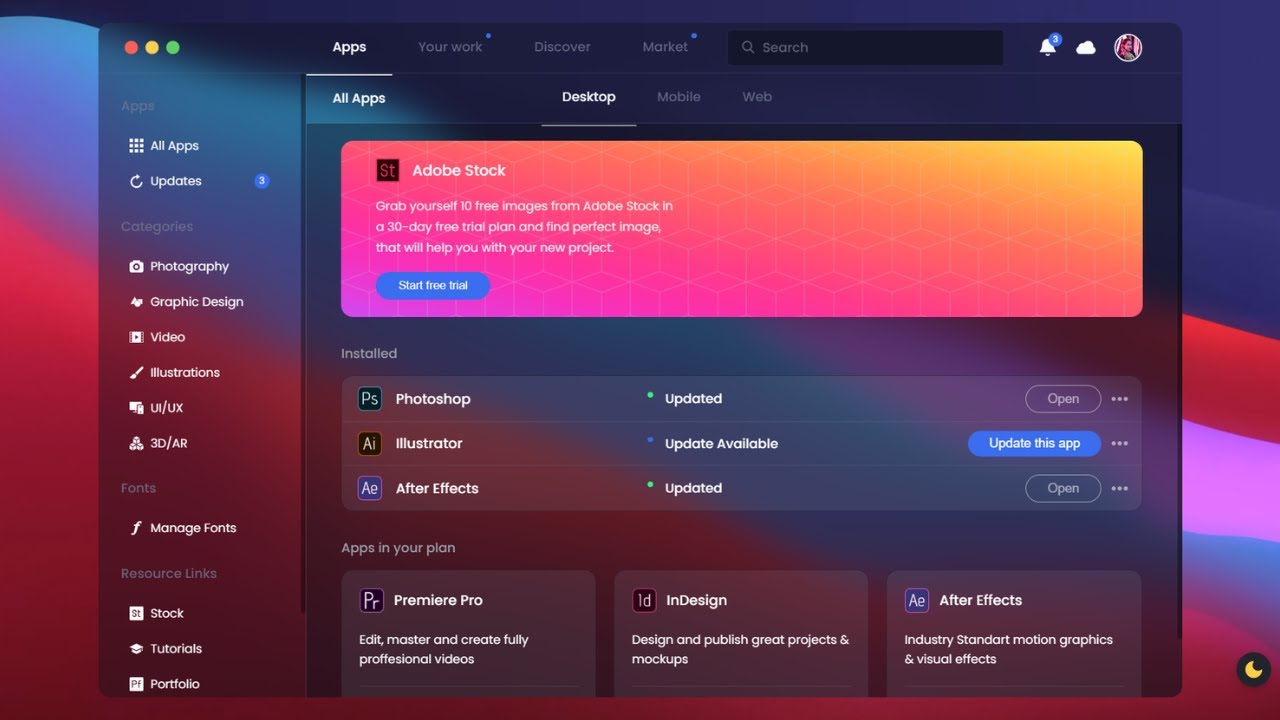 Apps
Your work
Discover
Market
Search
3
Apps
All Apps
Updates
3
Categories
Photography
Graphic Design
Video
Illustrations
UI/UX
3D/AR
Fonts
Manage Fonts
Resource Links
St
Stock
Tutorials
Pf
Portfolio
All Apps
Desktop
Mobile
Web
St
Adobe Stock
Grab yourself 10 free images from Adobe Stock in
a 30-day free trial plan and find perfect image,
that will help you with your new project.
Start free trial
Installed
Ps
Photoshop
Updated
Open
Ai
Illustrator
Update Available
Update this app
Ae
After Effects
Updated
Open
Apps in your plan
Pr
Premiere Pro
Edit, master and create fully
proffesional videos
Id
InDesign
Design and publish great projects &
mockups
Ae
After Effects
Industry Standart motion graphics
& visual effects